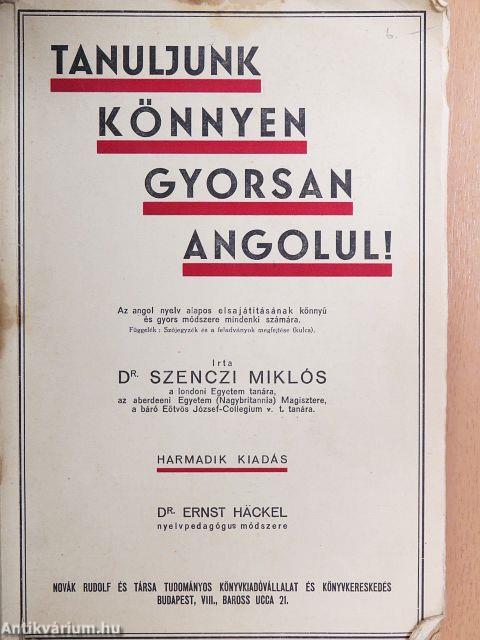 6.–
TANULJUNK
KÖNNYEN
GYORSAN
ANGOLUL!
Az angol nyelv alapos elsajátításának könnyű
és gyors módszere mindenki számára.
Függelék : Szójegyzék és a feladványok megfejtése (kulcs).
Irta
DR. SZENCZI MIKLÓS
a londoni Egyetem tanára,
az aberdeeni Egyetem (Nagybritannia) Magisztere,
a báró Eötvös József-Collegium v. t. tanára.
HARMADIK KIADÁS
DR. ERNST HÄCKEL
nyelvpedagógus módszere
NOVÁK RUDOLF ÉS TÁRSA TUDOMÁNYOS KÖNYVKIADÓVÁLLALAT ÉS KÖNYVKERESKEDÉS
BUDAPEST, VIII., BAROSS UCCA 21.
Antikvárium.hu